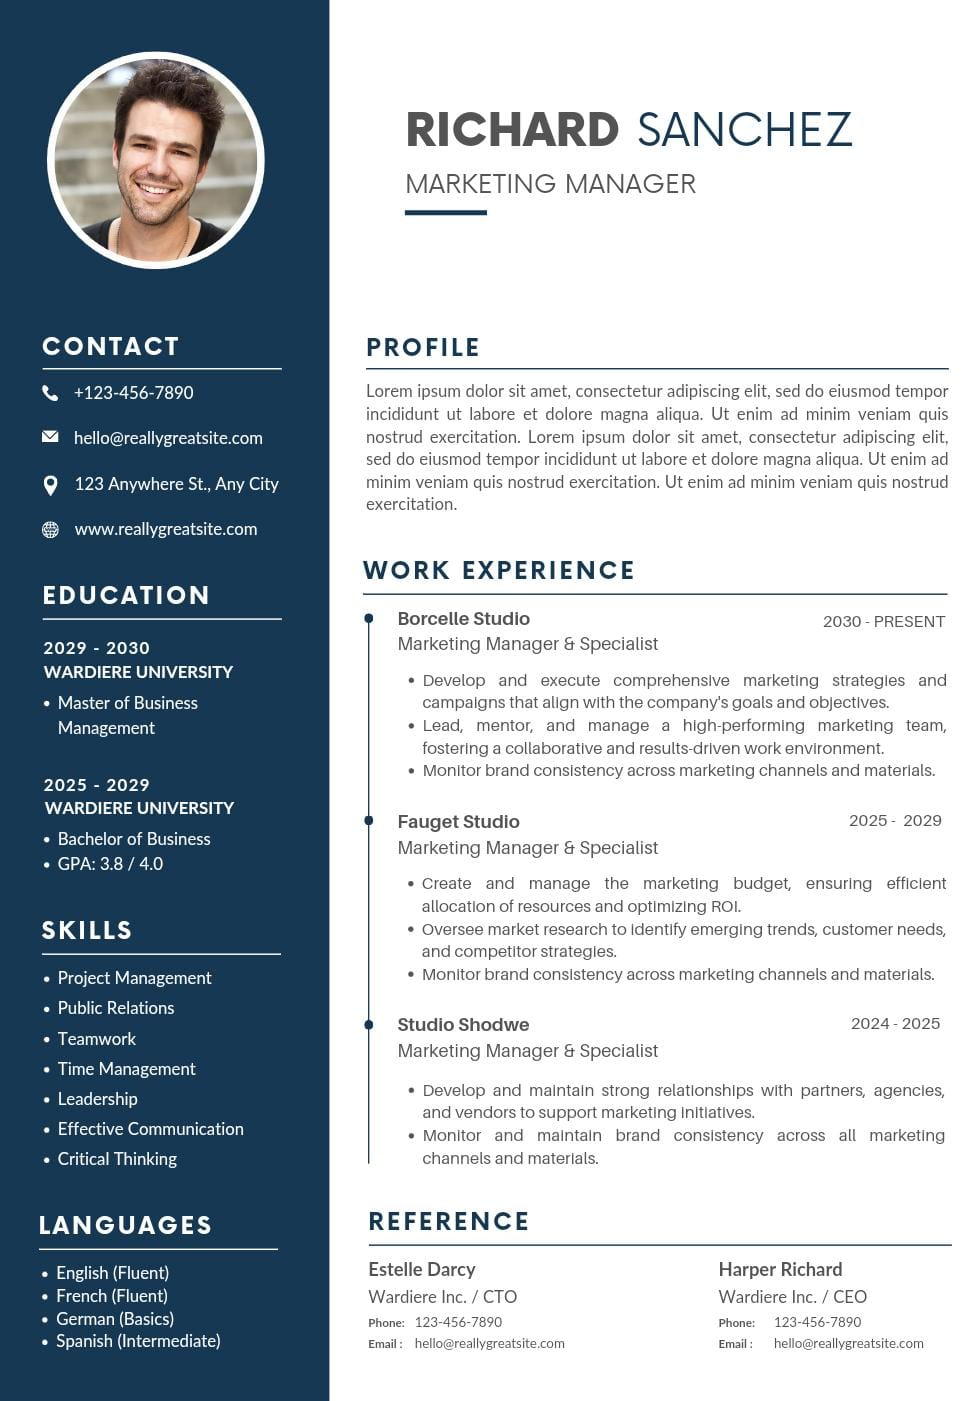 RICHARD SANCHEZ
MARKETING MANAGER
CONTACT
+123-456-7890
hello@reallygreatsite.com
123 Anywhere St., Any City
www.reallygreatsite.com
EDUCATION
2029 - 2030
WARDIERE UNIVERSITY
• Master of Business
Management
2025 - 2029
WARDIERE UNIVERSITY
• Bachelor of Business
• GPA: 3.8 / 4.0
SKILLS
• Project Management
• Public Relations
• Teamwork
• Time Management
• Leadership
• Effective Communication
• Critical Thinking
LANGUAGES
• English (Fluent)
• French (Fluent)
• German (Basics)
• Spanish (Intermediate)
PROFILE
Lorem ipsum dolor sit amet, consectetur adipiscing elit, sed do eiusmod tempor
incididunt ut labore et dolore magna aliqua. Ut enim ad minim veniam quis
nostrud exercitation. Lorem ipsum dolor sit amet, consectetur adipiscing elit,
sed do eiusmod tempor incididunt ut labore et dolore magna aliqua. Ut enim ad
minim veniam quis nostrud exercitation. Ut enim ad minim veniam quis nostrud
exercitation.
WORK EXPERIENCE
Borcelle Studio 2030 - PRESENT
Marketing Manager & Specialist
• Develop and execute comprehensive marketing strategies and
campaigns that align with the company's goals and objectives.
• Lead, mentor, and manage a high-performing marketing team,
fostering a collaborative and results-driven work environment.
• Monitor brand consistency across marketing channels and materials.
Fauget Studio 2025 - 2029
Marketing Manager & Specialist
• Create and manage the marketing budget, ensuring efficient
allocation of resources and optimizing ROI.
• Oversee market research to identify emerging trends, customer needs,
and competitor strategies.
• Monitor brand consistency across marketing channels and materials.
Studio Shodwe 2024 - 2025
Marketing Manager & Specialist
• Develop and maintain strong relationships with partners, agencies,
and vendors to support marketing initiatives.
• Monitor and maintain brand consistency across all marketing
channels and materials.
REFERENCE
Estelle Darcy
Wardiere Inc. / CTO
Phone: 123-456-7890
Email : hello@reallygreatsite.com
Harper Richard
Wardiere Inc. / CEO
Phone: 123-456-7890
Email : hello@reallygreatsite.com